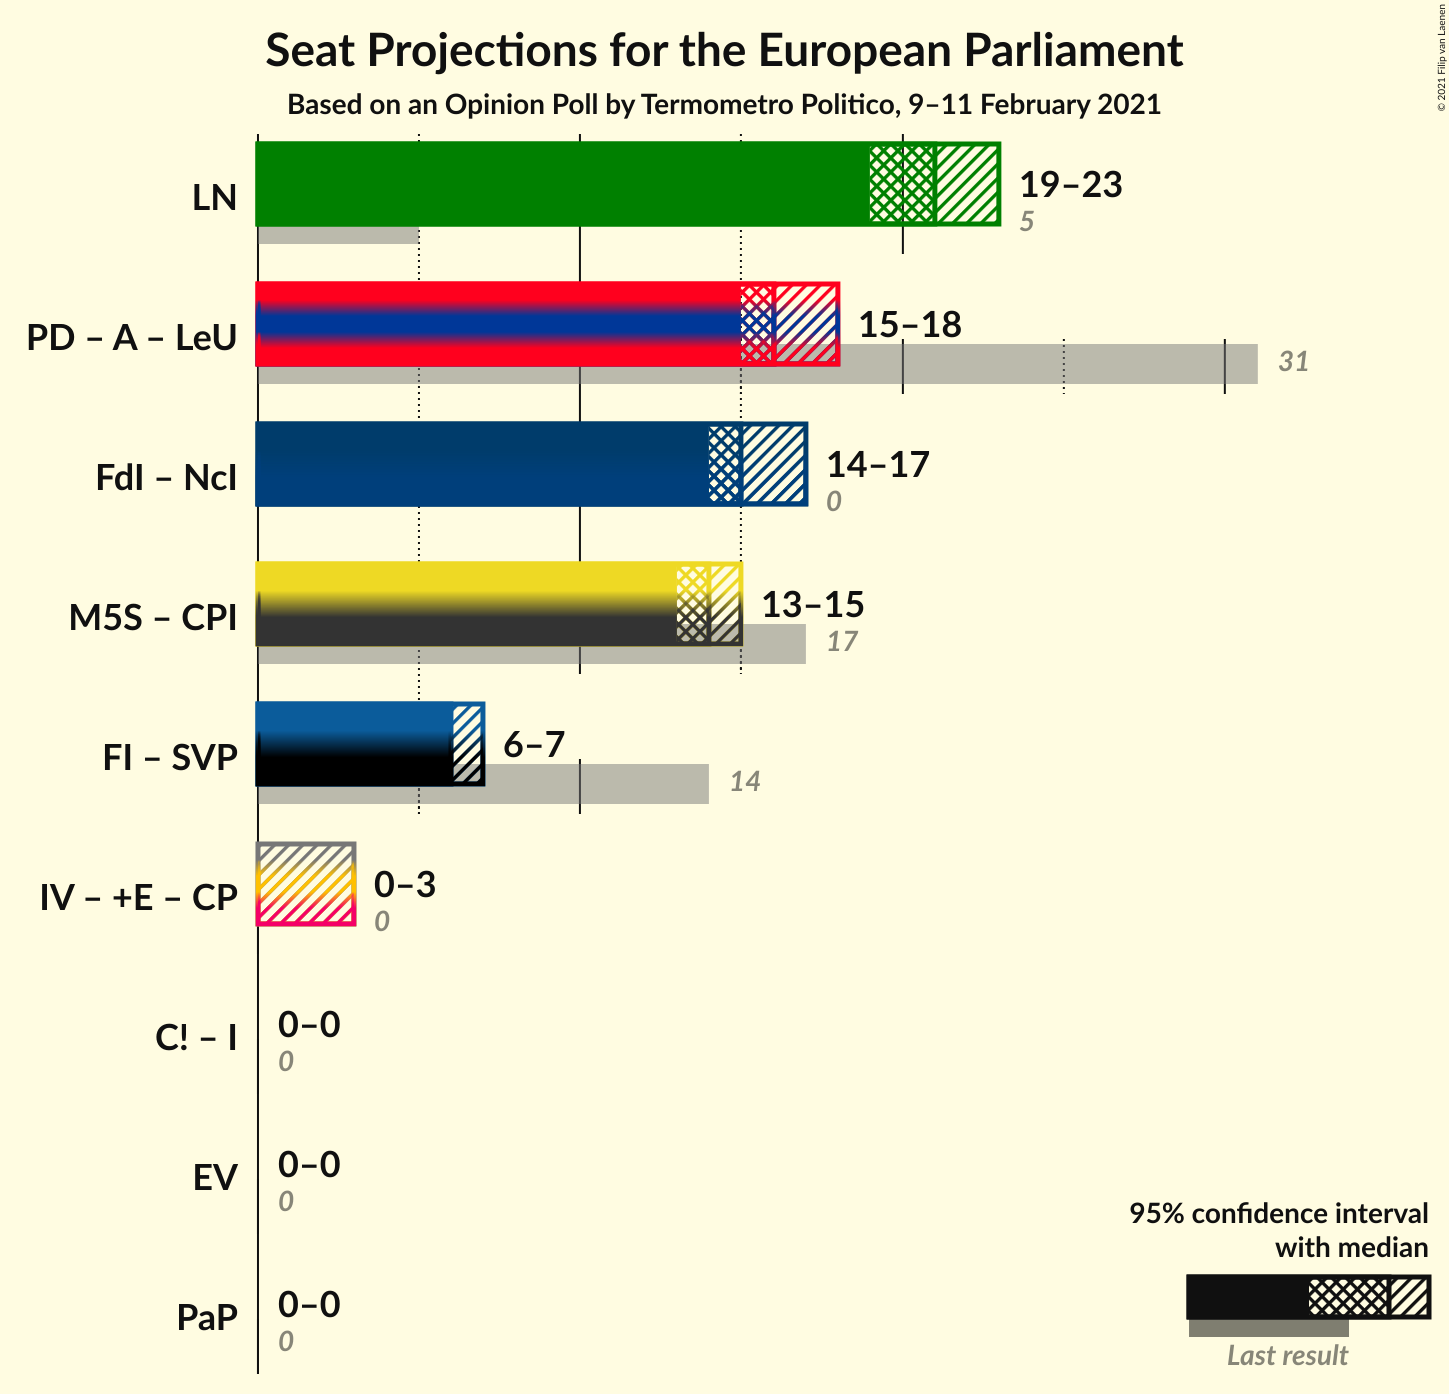 Seat Projections for the European Parliament
Based on an Opinion Poll by Termometro Politico, 9–11 February 2021
© 2021 Filip van Laenen
LN
19–23
5
PD – A – LeU
15–18
31
FdI – NcI
14–17
0
M5S – CPI
13–15
17
FI – SVP
6–7
14
IV – +E – CP
0–3
0
C! – I
0–0
0
EV
0–0
0
PaP
0–0
0
95% confidence interval
with median
Last result